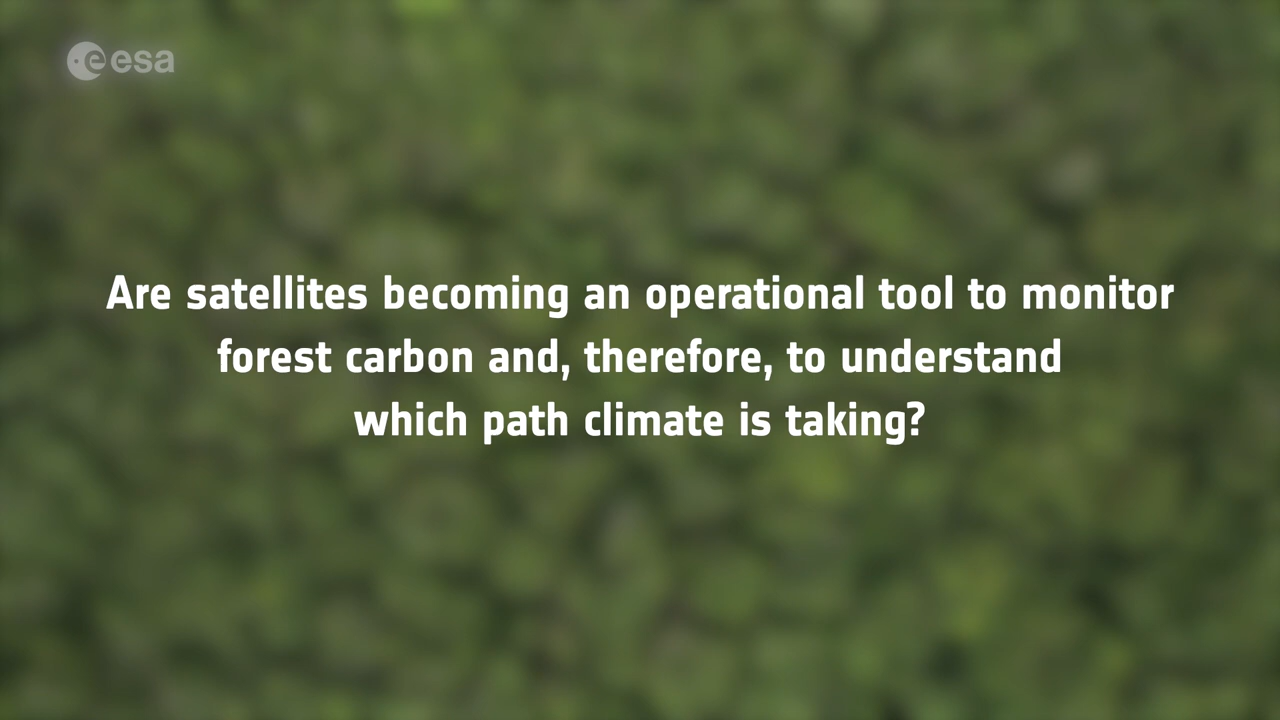 esa
Are satellites becoming an operational tool to monitor
forest carbon and, therefore, to understand
which path climate is taking?